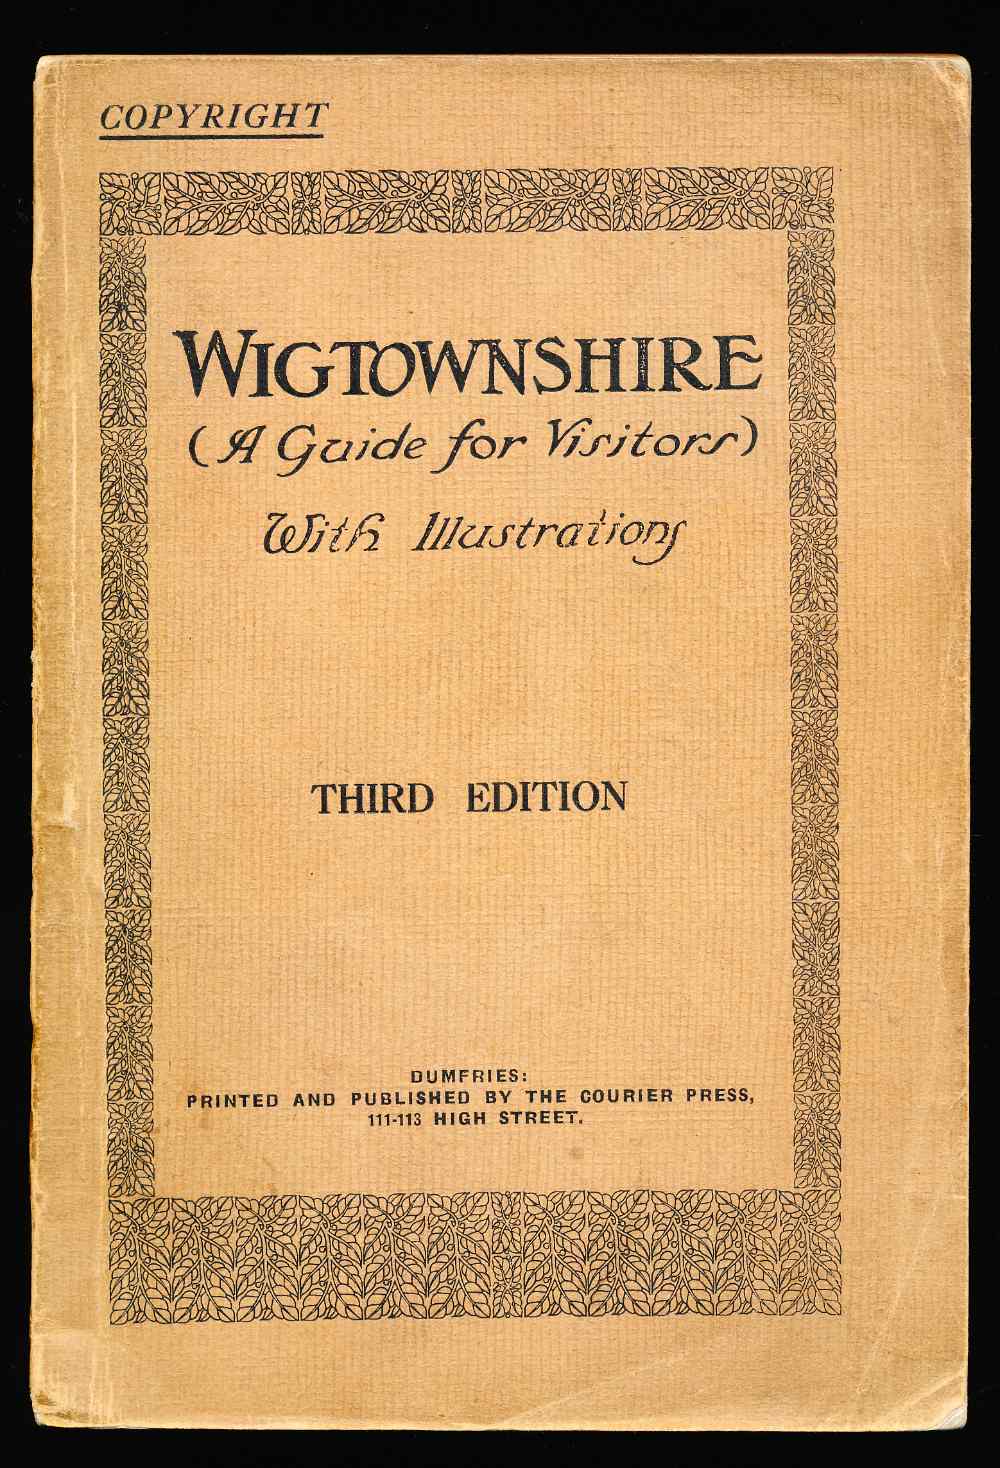 COPYRIGHT
WIGTOWNSHIRE
(A Guide for Visitors)
With Illustrations
THIRD EDITION
DUMFRIES:
PRINTED AND PUBLISHED BY THE COURIER PRESS,
111-113 HIGH STREET.